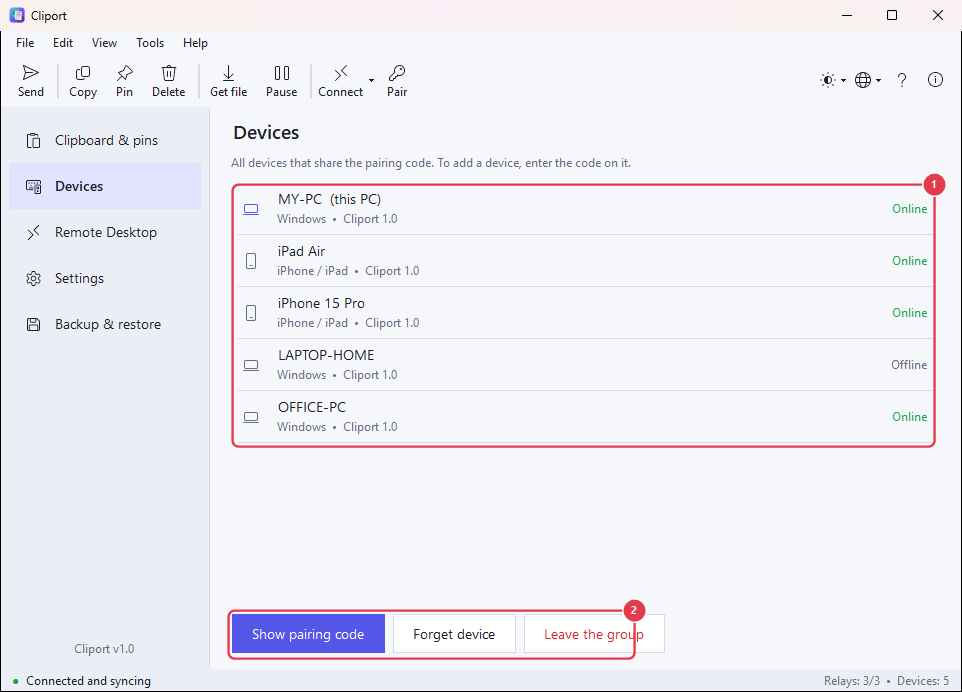 Cliport
File Edit View Tools Help
Send Copy Pin Delete Get file Pause Connect Pair
Clipboard & pins
Devices
Remote Desktop
Settings
Backup & restore
Cliport v1.0
Devices
All devices that share the pairing code. To add a device, enter the code on it.
1
MY-PC (this PC)
Windows • Cliport 1.0
Online
iPad Air
iPhone / iPad • Cliport 1.0
Online
iPhone 15 Pro
iPhone / iPad • Cliport 1.0
Online
LAPTOP-HOME
Windows • Cliport 1.0
Offline
OFFICE-PC
Windows • Cliport 1.0
Online
2
Show pairing code Forget device Leave the group
Connected and syncing Relays: 3/3 • Devices: 5